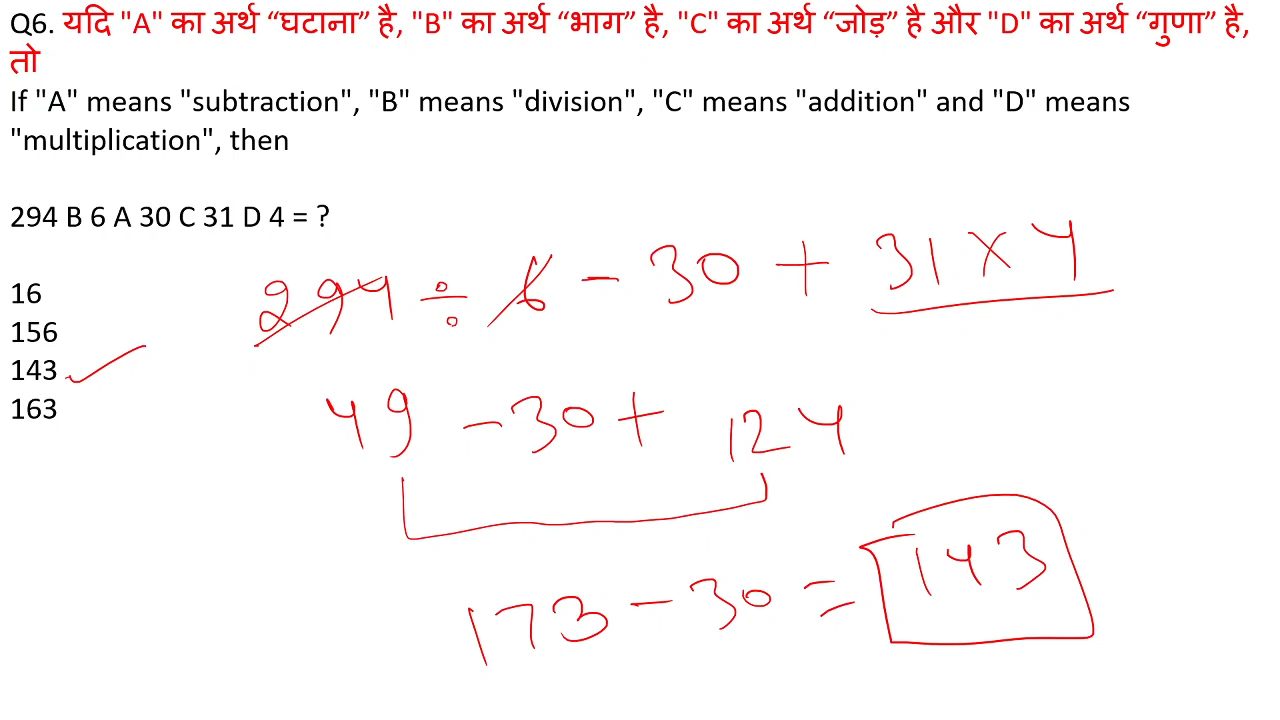 Q6. यदि "A" का अर्थ “घटाना” है, "B" का अर्थ “भाग” है, "C" का अर्थ “जोड़” है और "D" का अर्थ “गुणा” है,
तो
If "A" means "subtraction", "B" means "division", "C" means "addition" and "D" means
"multiplication", then
294 B 6 A 30 C 31 D 4 = ?
294 ÷ 6 - 30 + 31 × 4
16
156
143
163
49 - 30 + 124
173 - 30 = 143